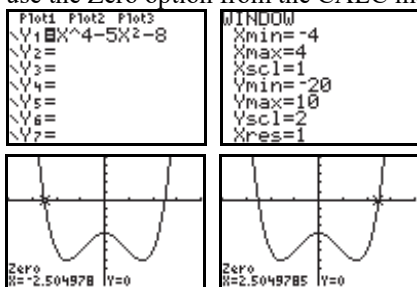 use the Zero option from the CALC m
Plot1 Plot2 Plot3
\Y1=X^4-5X²-8
\Y2=
\Y3=
\Y4=
\Y5=
\Y6=
\Y7=
WINDOW
Xmin=-4
Xmax=4
Xscl=1
Ymin=-20
Ymax=10
Yscl=2
Xres=1
Zero
X=-2.504978 Y=0
Zero
X=2.5049785 Y=0